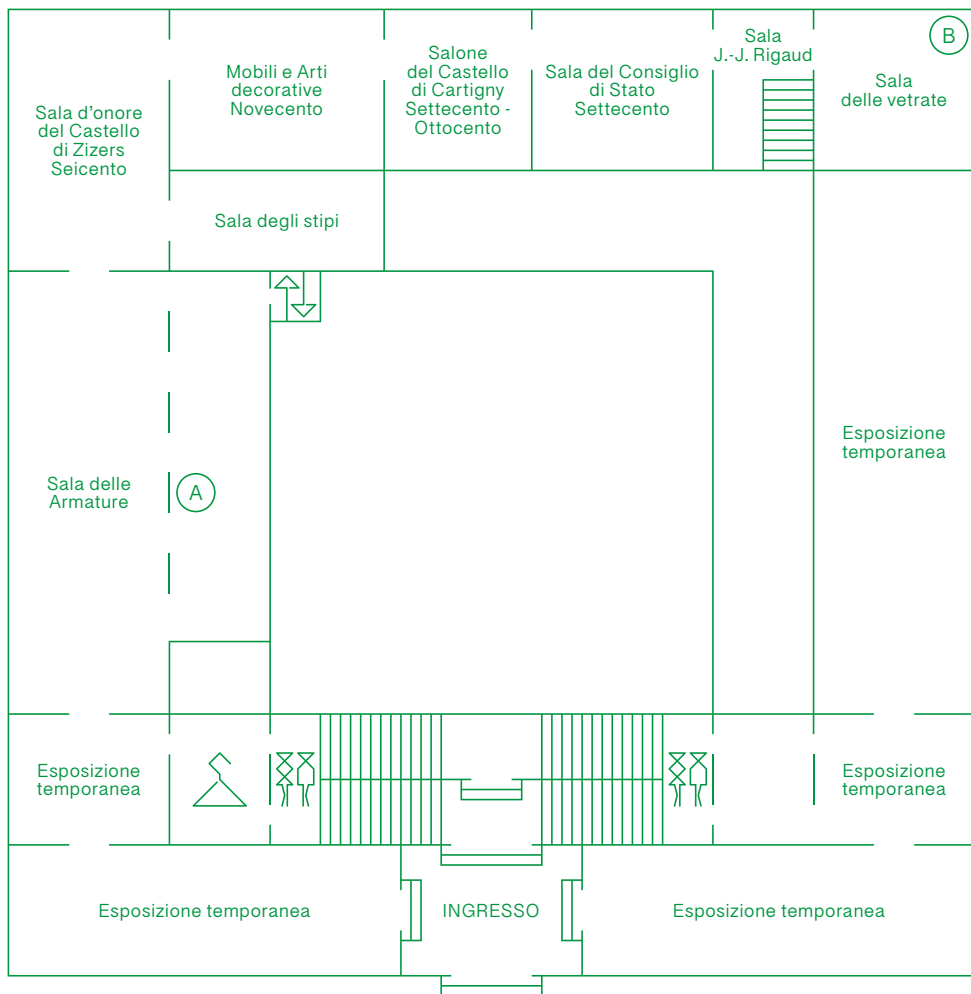 Sala
J.-J. Rigaud
B
Salone
del Castello
di Cartigny
Settecento -
Ottocento
Mobili e Arti
decorative
Novecento
Sala del Consiglio
di Stato
Settecento
Sala
delle vetrate
Sala d'onore
del Castello
di Zizers
Seicento
Sala degli stipi
Esposizione
temporanea
Sala delle
Armature
A
Esposizione
temporanea
Esposizione
temporanea
Esposizione temporanea
INGRESSO
Esposizione temporanea